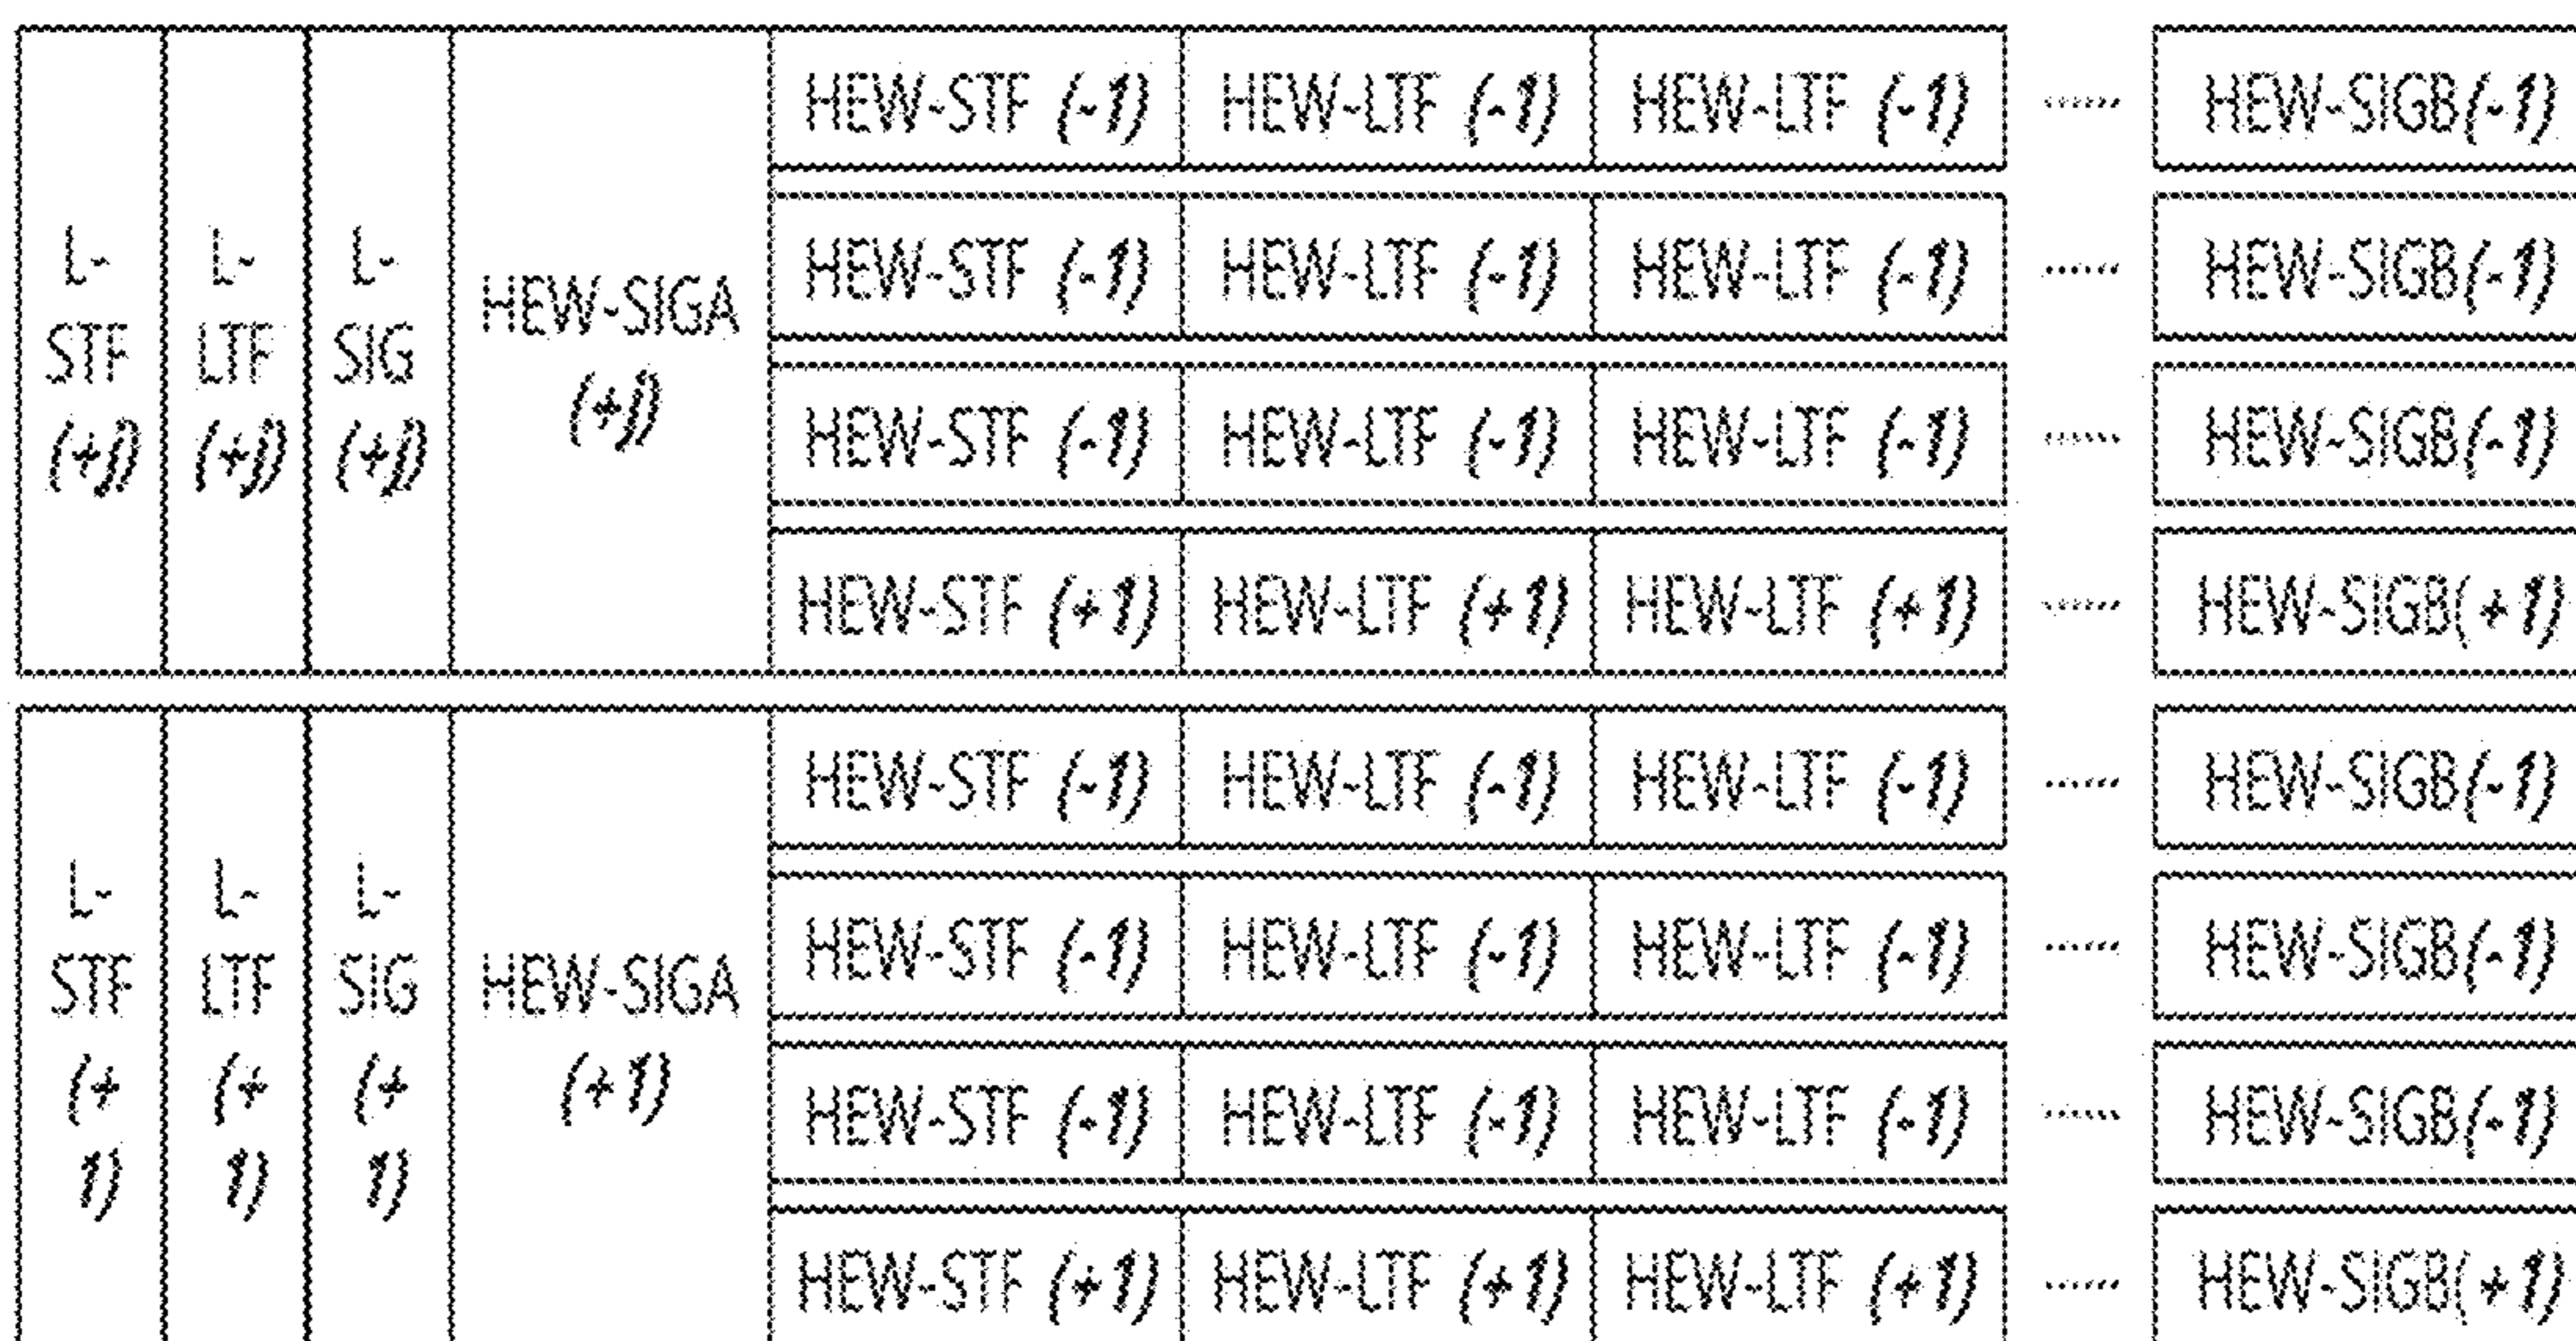 L-
STF
(+j)
L-
LTF
(+j)
L-
SIG
(+j)
HEW-SIGA
(+j)
HEW-STF (-1) HEW-LTF (-1) HEW-LTF (-1) ...... HEW-SIGB(-1)
HEW-STF (-1) HEW-LTF (-1) HEW-LTF (-1) ...... HEW-SIGB(-1)
HEW-STF (-1) HEW-LTF (-1) HEW-LTF (-1) ...... HEW-SIGB(-1)
HEW-STF (+1) HEW-LTF (+1) HEW-LTF (+1) ...... HEW-SIGB(+1)
L-
STF
(+
1)
L-
LTF
(+
1)
L-
SIG
(+
1)
HEW-SIGA
(+1)
HEW-STF (-1) HEW-LTF (-1) HEW-LTF (-1) ...... HEW-SIGB(-1)
HEW-STF (-1) HEW-LTF (-1) HEW-LTF (-1) ...... HEW-SIGB(-1)
HEW-STF (-1) HEW-LTF (-1) HEW-LTF (-1) ...... HEW-SIGB(-1)
HEW-STF (+1) HEW-LTF (+1) HEW-LTF (+1) ...... HEW-SIGB(+1)